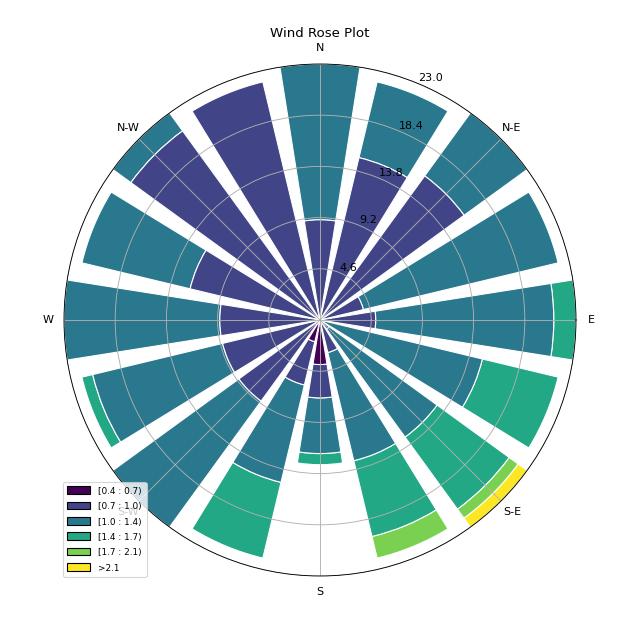 Wind Rose Plot
N
23.0
N-W
18.4
N-E
13.8
9.2
4.6
W
E
[0.4 : 0.7)
[0.7 : 1.0)
[1.0 : 1.4)
[1.4 : 1.7)
[1.7 : 2.1)
>2.1
S-W
S-E
S